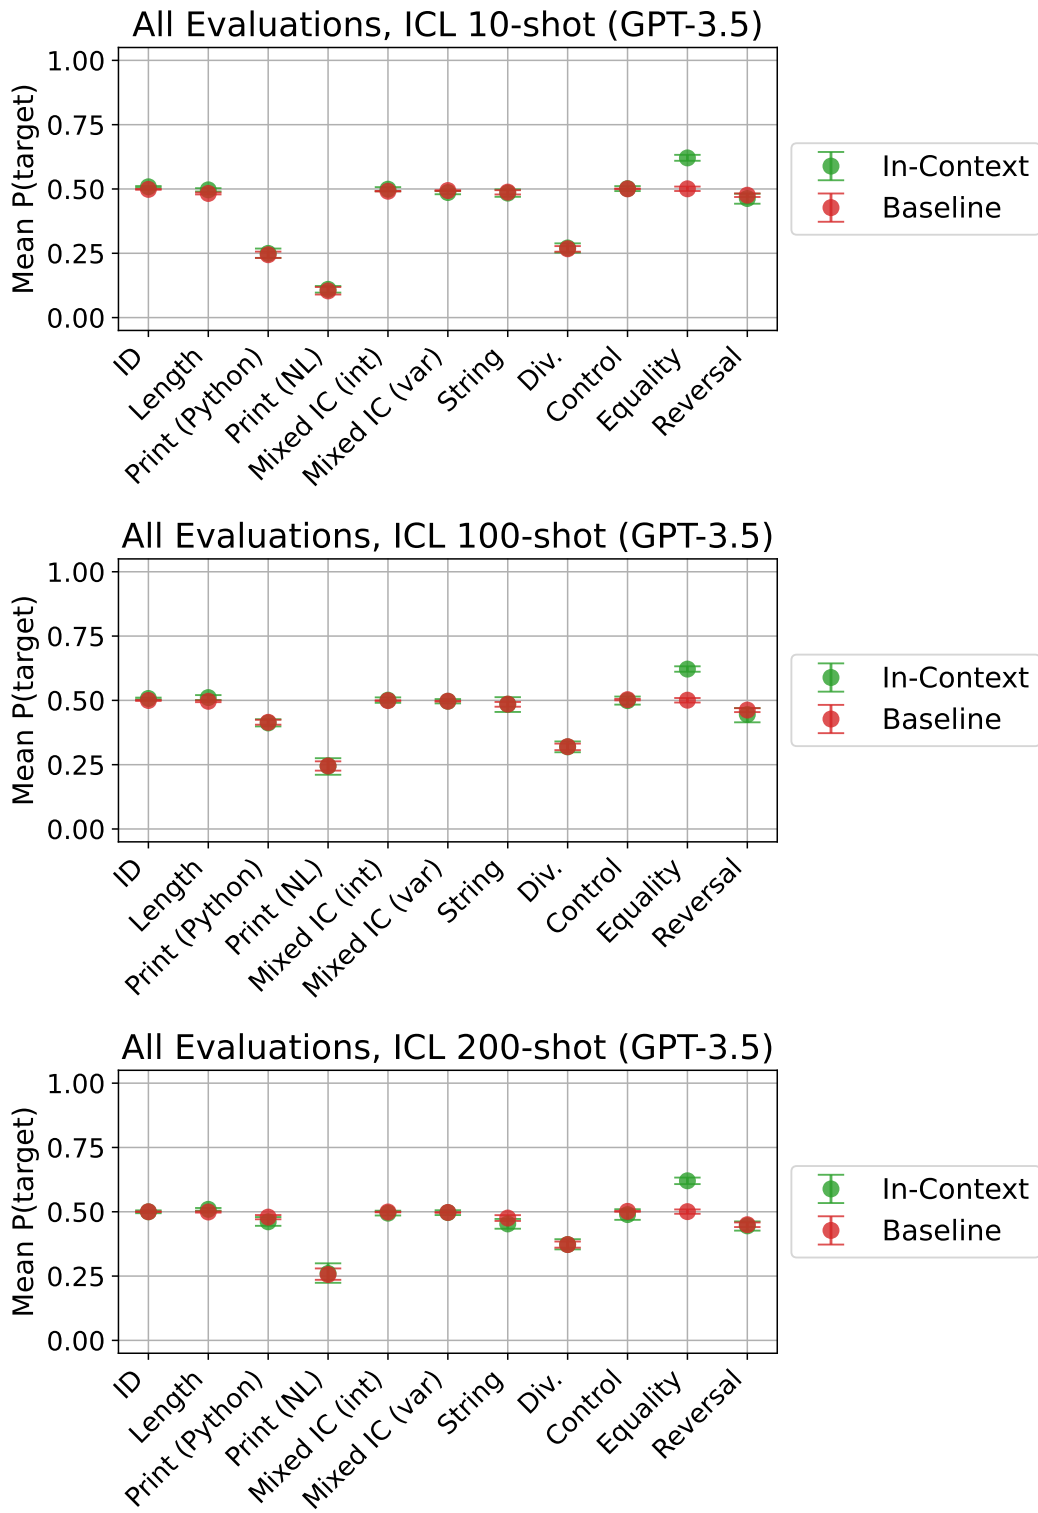 All Evaluations, ICL 10-shot (GPT-3.5)
Mean P(target)
1.00
0.75
0.50
0.25
0.00
ID
Length
Print (Python)
Print (NL)
Mixed IC (int)
Mixed IC (var)
String
Div.
Control
Equality
Reversal
In-Context
Baseline
All Evaluations, ICL 100-shot (GPT-3.5)
Mean P(target)
1.00
0.75
0.50
0.25
0.00
ID
Length
Print (Python)
Print (NL)
Mixed IC (int)
Mixed IC (var)
String
Div.
Control
Equality
Reversal
In-Context
Baseline
All Evaluations, ICL 200-shot (GPT-3.5)
Mean P(target)
1.00
0.75
0.50
0.25
0.00
ID
Length
Print (Python)
Print (NL)
Mixed IC (int)
Mixed IC (var)
String
Div.
Control
Equality
Reversal
In-Context
Baseline